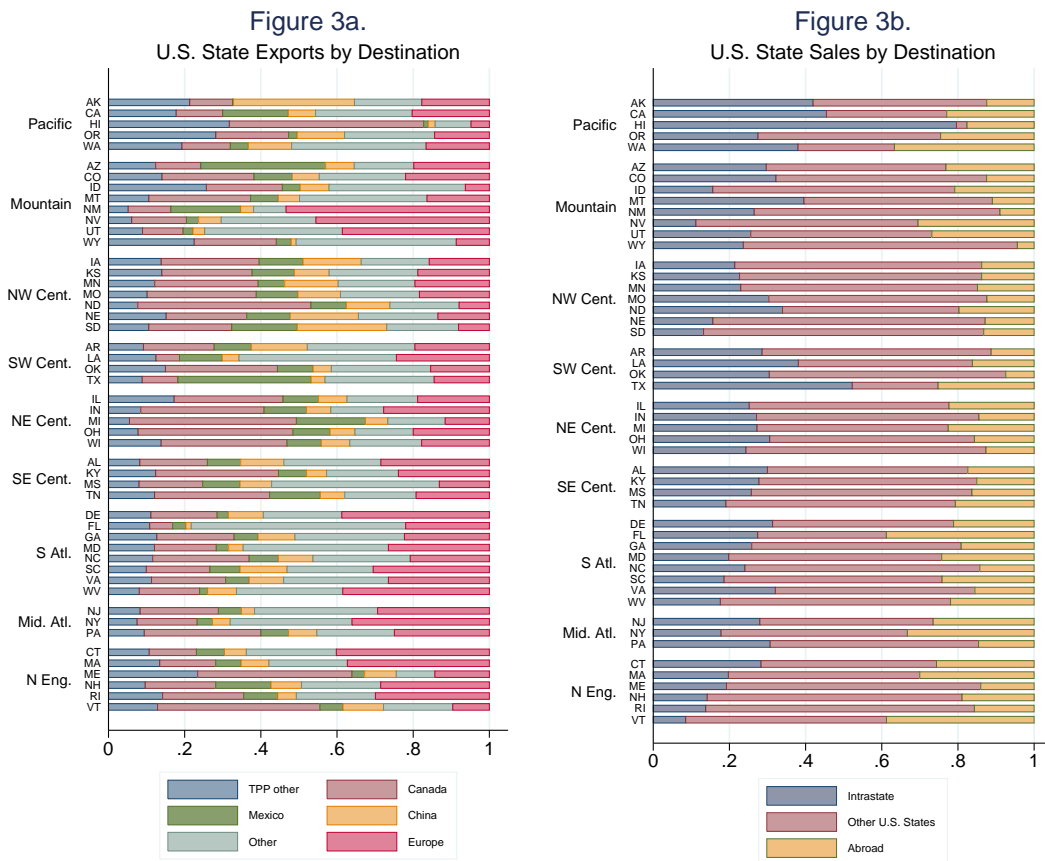 Figure 3a.
U.S. State Exports by Destination
Pacific
AK
CA
HI
OR
WA
Mountain
AZ
CO
ID
MT
NM
NV
UT
WY
NW Cent.
IA
KS
MN
MO
ND
NE
SD
SW Cent.
AR
LA
OK
TX
NE Cent.
IL
IN
MI
OH
WI
SE Cent.
AL
KY
MS
TN
S Atl.
DE
FL
GA
MD
NC
SC
VA
WV
Mid. Atl.
NJ
NY
PA
N Eng.
CT
MA
ME
NH
RI
VT
0 .2 .4 .6 .8 1
TPP other Canada
Mexico China
Other Europe
Figure 3b.
U.S. State Sales by Destination
Pacific
AK
CA
HI
OR
WA
Mountain
AZ
CO
ID
MT
NM
NV
UT
WY
NW Cent.
IA
KS
MN
MO
ND
NE
SD
SW Cent.
AR
LA
OK
TX
NE Cent.
IL
IN
MI
OH
WI
SE Cent.
AL
KY
MS
TN
S Atl.
DE
FL
GA
MD
NC
SC
VA
WV
Mid. Atl.
NJ
NY
PA
N Eng.
CT
MA
ME
NH
RI
VT
0 .2 .4 .6 .8 1
Intrastate
Other U.S. States
Abroad